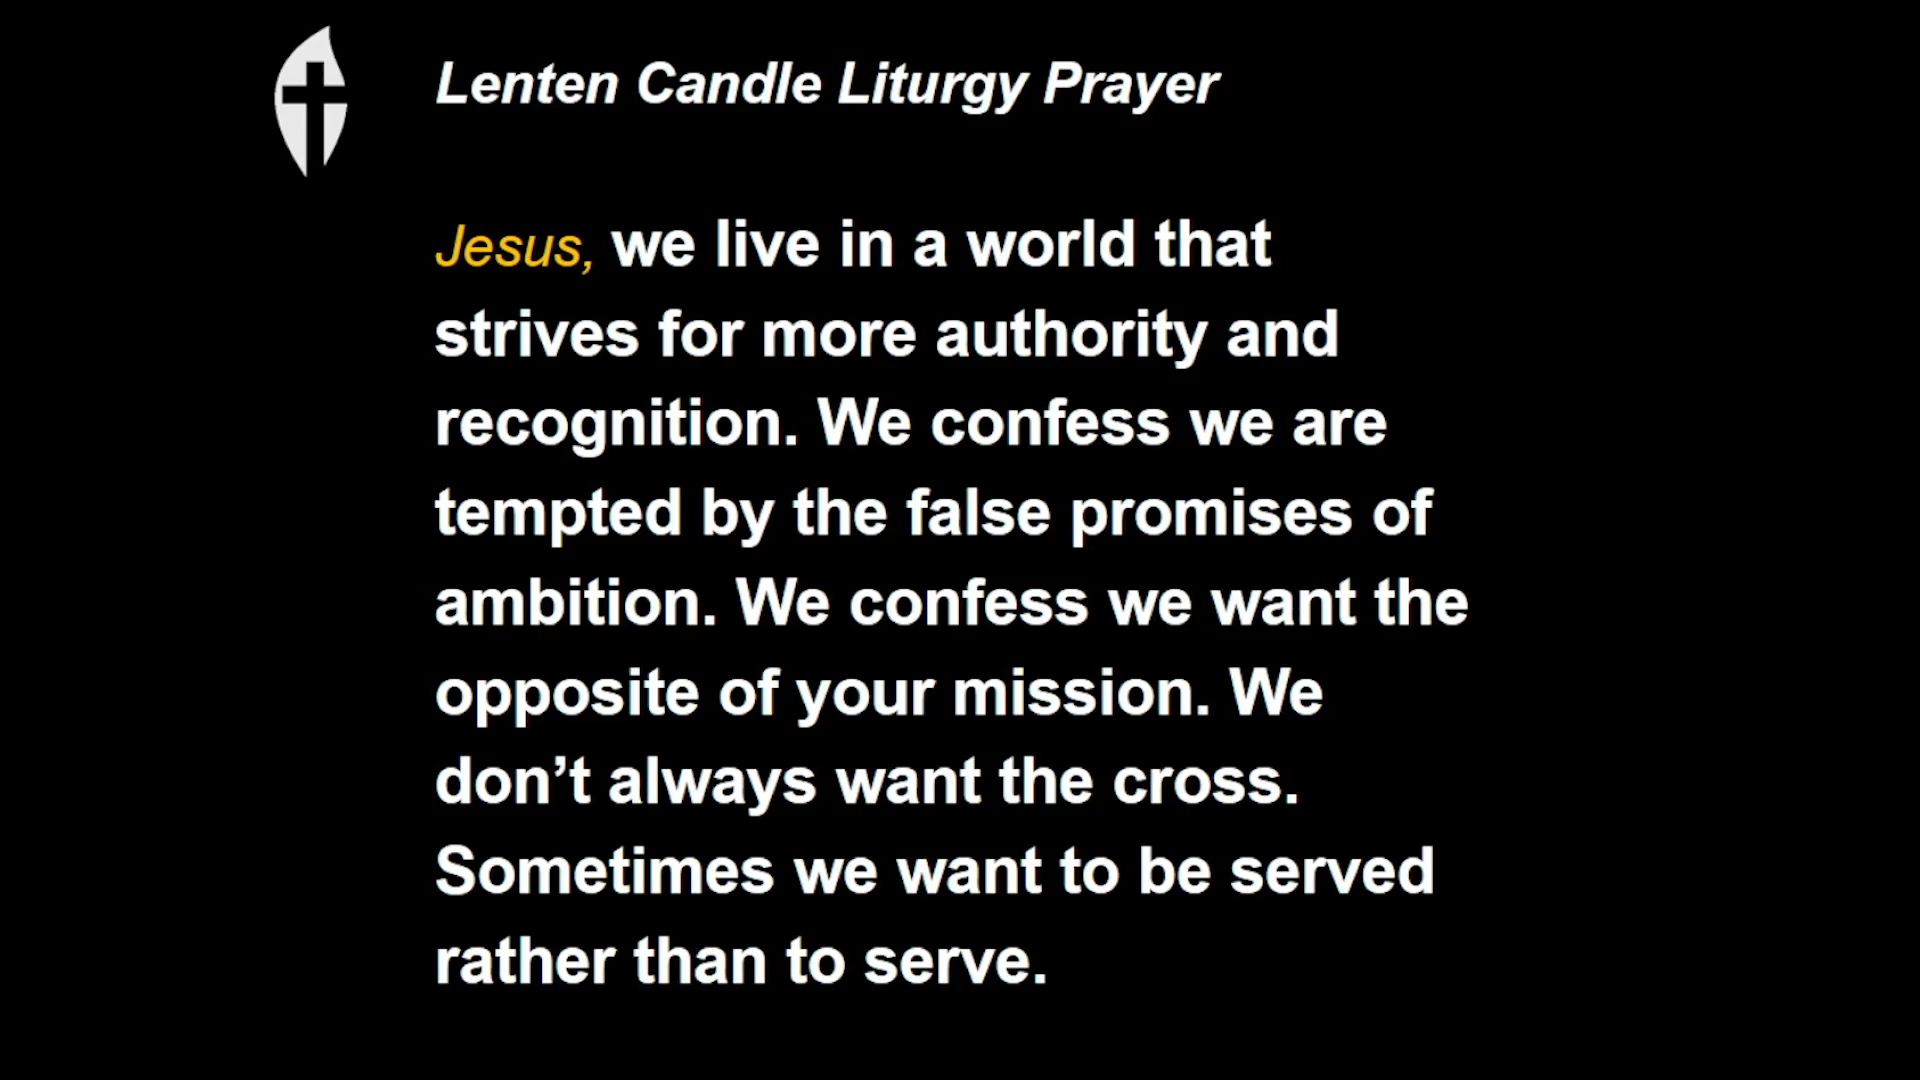 Lenten Candle Liturgy Prayer
Jesus, we live in a world that
strives for more authority and
recognition. We confess we are
tempted by the false promises of
ambition. We confess we want the
opposite of your mission. We
don’t always want the cross.
Sometimes we want to be served
rather than to serve.